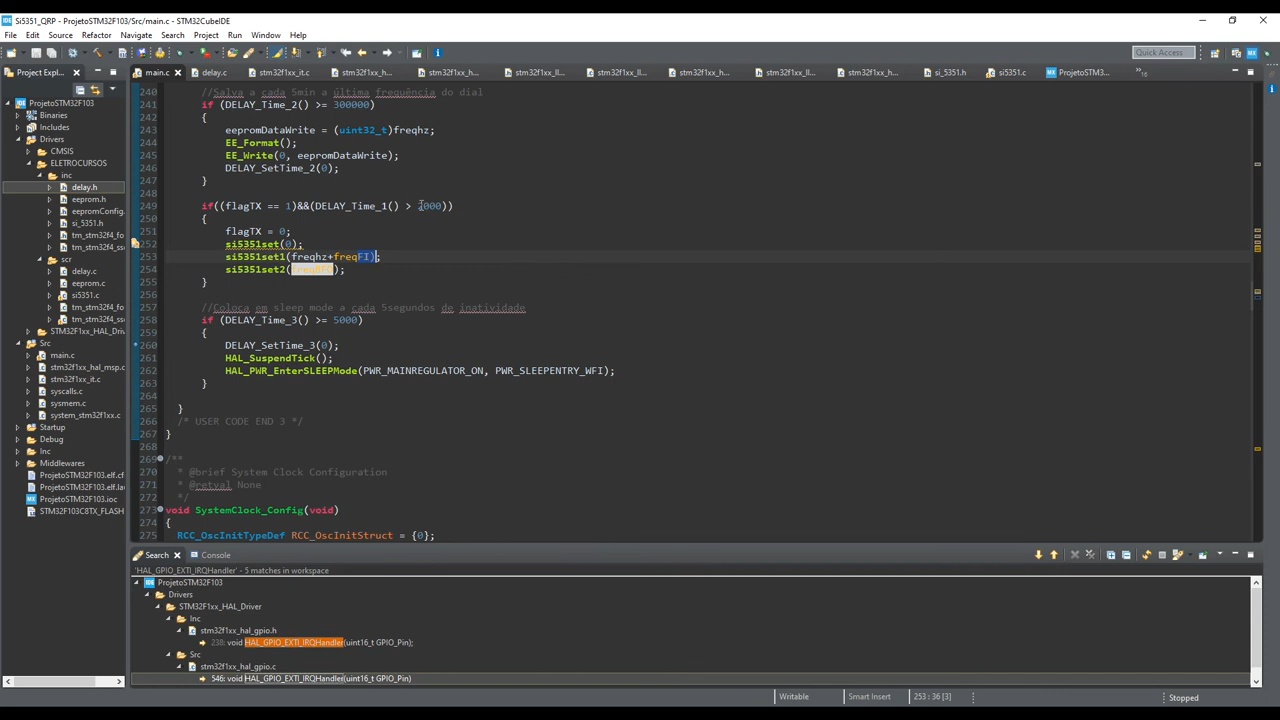 Si5351_QRP - ProjetoSTM32F103/Src/main.c - STM32CubeIDE
File Edit Source Refactor Navigate Search Project Run Window Help
Quick Access
Project Expl...
main.c delay.c stm32f1xx_it.c stm32f1xx_h... stm32f1xx_h... stm32f1xx_ll... stm32f1xx_ll... stm32f1xx_h... stm32f1xx_ll... stm32f1xx_h... si_5351.h si5351.c ProjetoSTM3...
ProjetoSTM32F103
Binaries
Includes
Drivers
CMSIS
ELETROCURSOS
inc
delay.h
eeprom.h
eepromConfig.
si_5351.h
tm_stm32f4_fo
tm_stm32f4_ss
scr
delay.c
eeprom.c
si5351.c
tm_stm32f4_fo
tm_stm32f4_ss
STM32F1xx_HAL_Driv
Src
main.c
stm32f1xx_hal_msp.c
stm32f1xx_it.c
syscalls.c
sysmem.c
system_stm32f1xx.c
Startup
Debug
Inc
Middlewares
ProjetoSTM32F103.elf.cf
ProjetoSTM32F103.elf.la
ProjetoSTM32F103.ioc
STM32F103C8TX_FLASH
240 //Salva a cada 5min a última frequência do dial
241 if (DELAY_Time_2() >= 300000)
242 {
243 eepromDataWrite = (uint32_t)freqhz;
244 EE_Format();
245 EE_Write(0, eepromDataWrite);
246 DELAY_SetTime_2(0);
247 }
248
249 if((flagTX == 1)&&(DELAY_Time_1() > 2000))
250 {
251 flagTX = 0;
252 si5351set(0);
253 si5351set1(freqhz+freqFI);
254 si5351set2(freqBFO);
255 }
256
257 //Coloca em sleep mode a cada 5segundos de inatividade
258 if (DELAY_Time_3() >= 5000)
259 {
260 DELAY_SetTime_3(0);
261 HAL_SuspendTick();
262 HAL_PWR_EnterSLEEPMode(PWR_MAINREGULATOR_ON, PWR_SLEEPENTRY_WFI);
263 }
264
265 }
266 /* USER CODE END 3 */
267 }
268
269 /**
270 * @brief System Clock Configuration
271 * @retval None
272 */
273 void SystemClock_Config(void)
274 {
275 RCC_OscInitTypeDef RCC_OscInitStruct = {0};
Search Console
'HAL_GPIO_EXTI_IRQHandler' - 5 matches in workspace
ProjetoSTM32F103
Drivers
STM32F1xx_HAL_Driver
Inc
stm32f1xx_hal_gpio.h
238: void HAL_GPIO_EXTI_IRQHandler(uint16_t GPIO_Pin);
Src
stm32f1xx_hal_gpio.c
546: void HAL_GPIO_EXTI_IRQHandler(uint16_t GPIO_Pin)
Writable Smart Insert 253 : 36 [3] Stopped